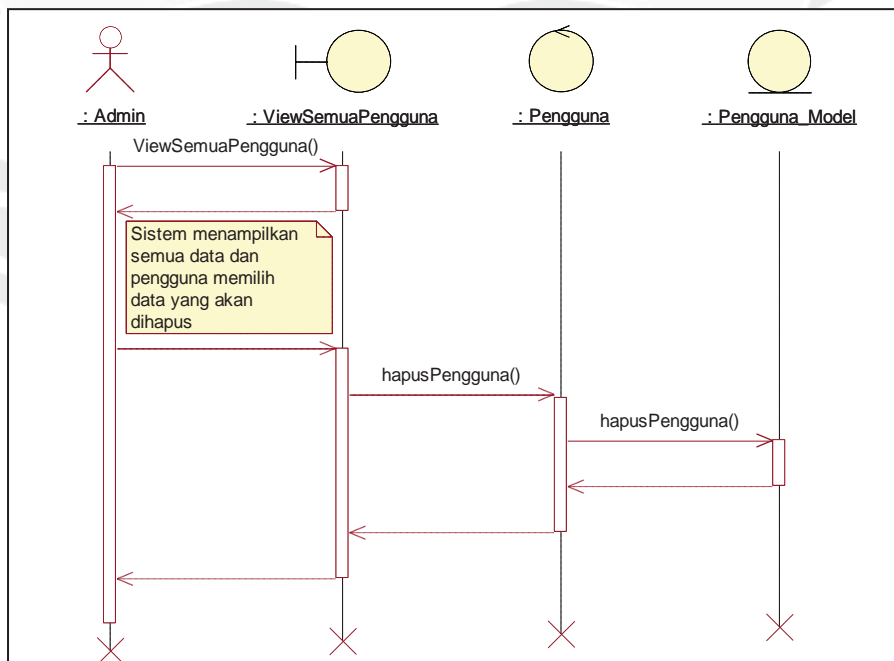 : Admin
: ViewSemuaPengguna
: Pengguna
: Pengguna_Model
ViewSemuaPengguna()
Sistem menampilkan
semua data dan
pengguna memilih
data yang akan
dihapus
hapusPengguna()
hapusPengguna()